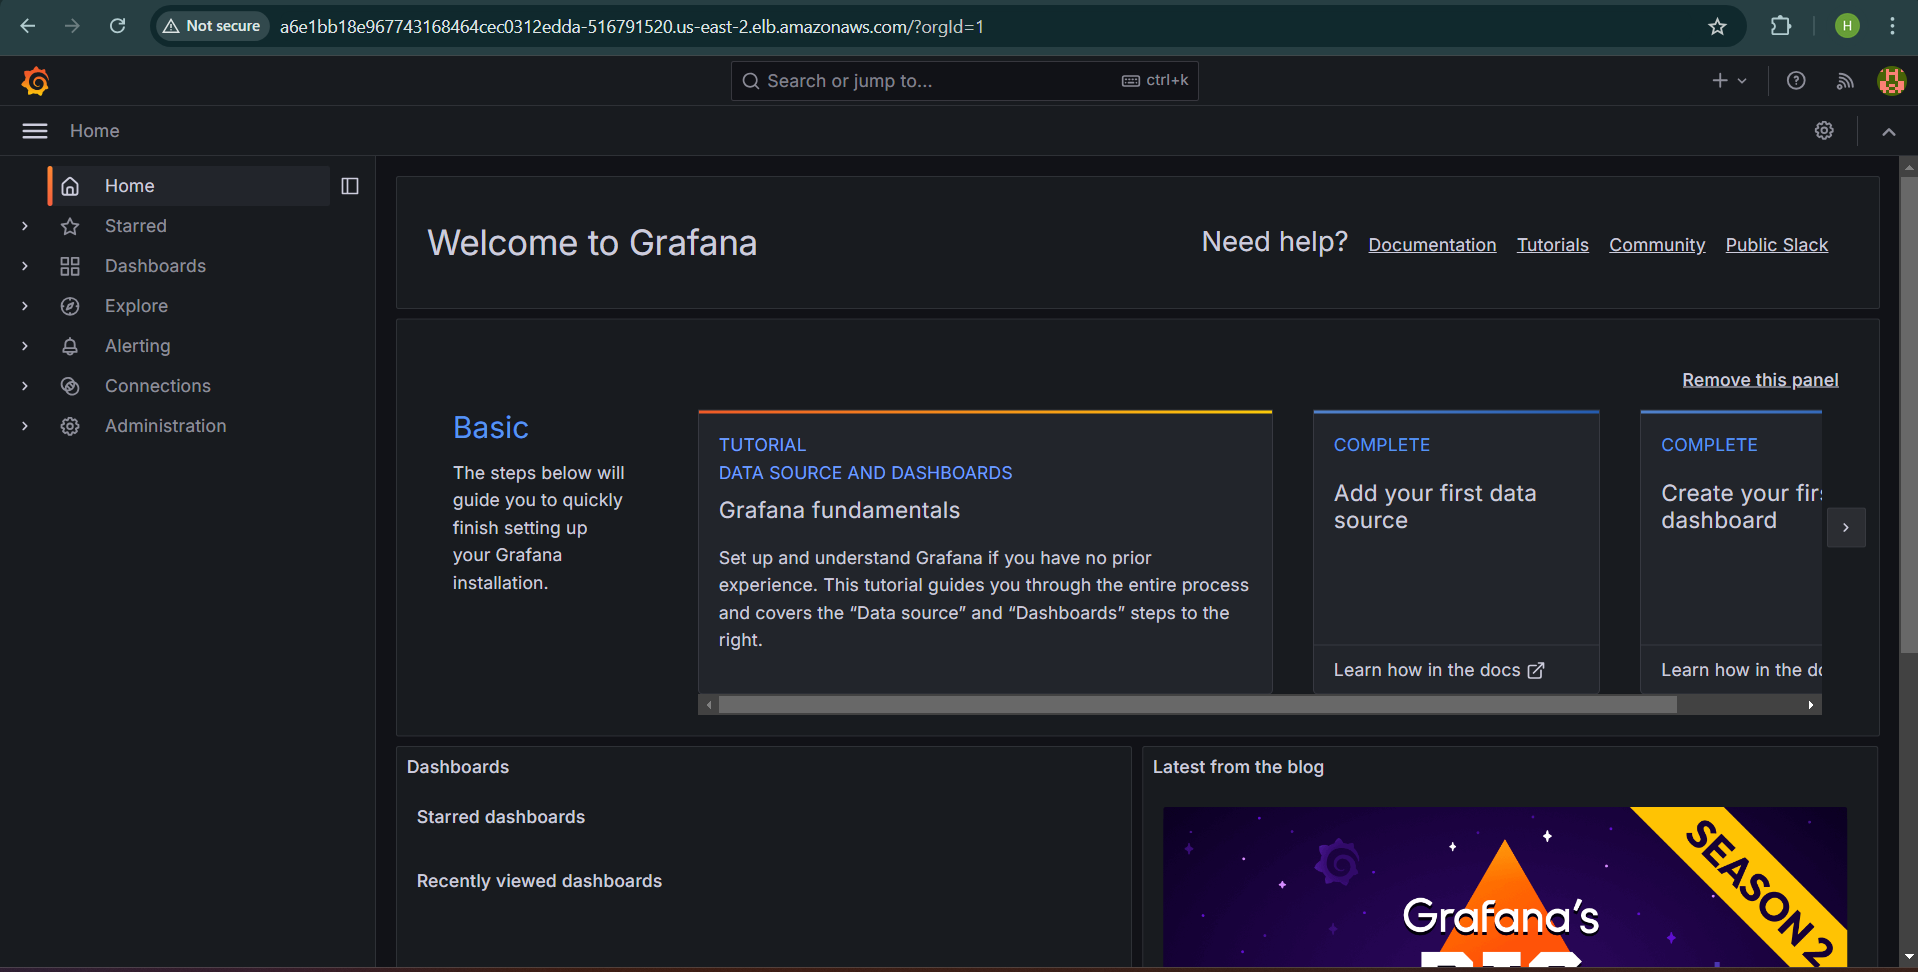 Not secure
a6e1bb18e967743168464cec0312edda-516791520.us-east-2.elb.amazonaws.com/?orgId=1
H
Search or jump to...
ctrl+k
Home
Home
Starred
Dashboards
Explore
Alerting
Connections
Administration
Welcome to Grafana
Need help?
Documentation
Tutorials
Community
Public Slack
Remove this panel
Basic
The steps below will
guide you to quickly
finish setting up
your Grafana
installation.
TUTORIAL
DATA SOURCE AND DASHBOARDS
Grafana fundamentals
Set up and understand Grafana if you have no prior
experience. This tutorial guides you through the entire process
and covers the “Data source” and “Dashboards” steps to the
right.
COMPLETE
Add your first data
source
Learn how in the docs
COMPLETE
Create your fir
dashboard
Learn how in the do
Dashboards
Starred dashboards
Recently viewed dashboards
Latest from the blog
SEASON 2
Grafana's